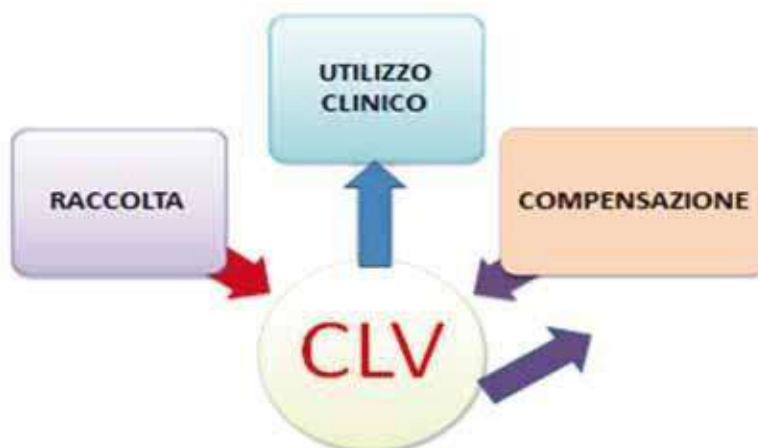 UTILIZZO
CLINICO
RACCOLTA
COMPENSAZIONE
CLV